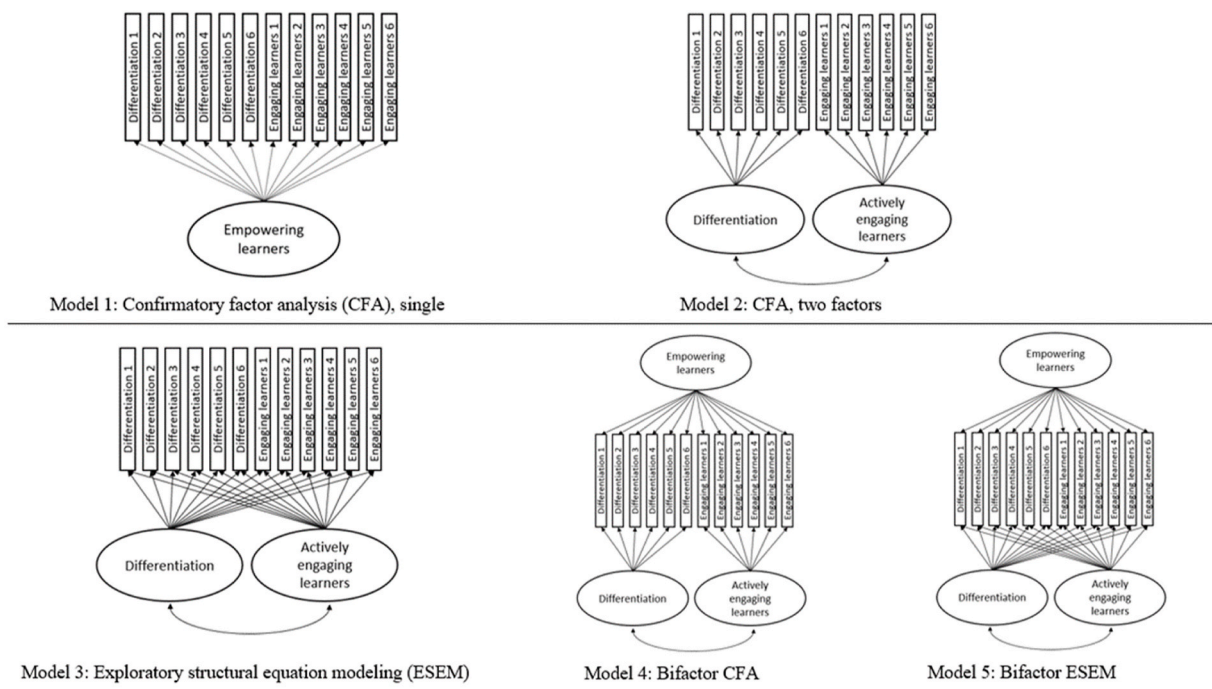 Differentiation 1
Differentiation 2
Differentiation 3
Differentiation 4
Differentiation 5
Differentiation 6
Engaging learners 1
Engaging learners 2
Engaging learners 3
Engaging learners 4
Engaging learners 5
Engaging learners 6
Empowering
learners
Model 1: Confirmatory factor analysis (CFA), single
Differentiation 1
Differentiation 2
Differentiation 3
Differentiation 4
Differentiation 5
Differentiation 6
Engaging learners 1
Engaging learners 2
Engaging learners 3
Engaging learners 4
Engaging learners 5
Engaging learners 6
Differentiation
Actively
engaging
learners
Model 2: CFA, two factors
Differentiation 1
Differentiation 2
Differentiation 3
Differentiation 4
Differentiation 5
Differentiation 6
Engaging learners 1
Engaging learners 2
Engaging learners 3
Engaging learners 4
Engaging learners 5
Engaging learners 6
Differentiation
Actively
engaging
learners
Model 3: Exploratory structural equation modeling (ESEM)
Empowering
learners
Differentiation 1
Differentiation 2
Differentiation 3
Differentiation 4
Differentiation 5
Differentiation 6
Engaging learners 1
Engaging learners 2
Engaging learners 3
Engaging learners 4
Engaging learners 5
Engaging learners 6
Differentiation
Actively
engaging
learners
Model 4: Bifactor CFA
Empowering
learners
Differentiation 1
Differentiation 2
Differentiation 3
Differentiation 4
Differentiation 5
Differentiation 6
Engaging learners 1
Engaging learners 2
Engaging learners 3
Engaging learners 4
Engaging learners 5
Engaging learners 6
Differentiation
Actively
engaging
learners
Model 5: Bifactor ESEM